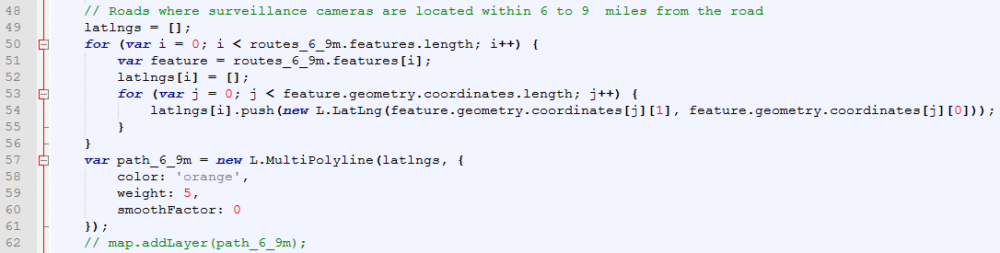 48 // Roads where surveillance cameras are located within 6 to 9  miles from the road
49 latlngs = [];
50 for (var i = 0; i < routes_6_9m.features.length; i++) {
51 var feature = routes_6_9m.features[i];
52 latlngs[i] = [];
53 for (var j = 0; j < feature.geometry.coordinates.length; j++) {
54 latlngs[i].push(new L.LatLng(feature.geometry.coordinates[j][1], feature.geometry.coordinates[j][0]));
55 }
56 }
57 var path_6_9m = new L.MultiPolyline(latlngs, {
58 color: 'orange',
59 weight: 5,
60 smoothFactor: 0
61 });
62 // map.addLayer(path_6_9m);